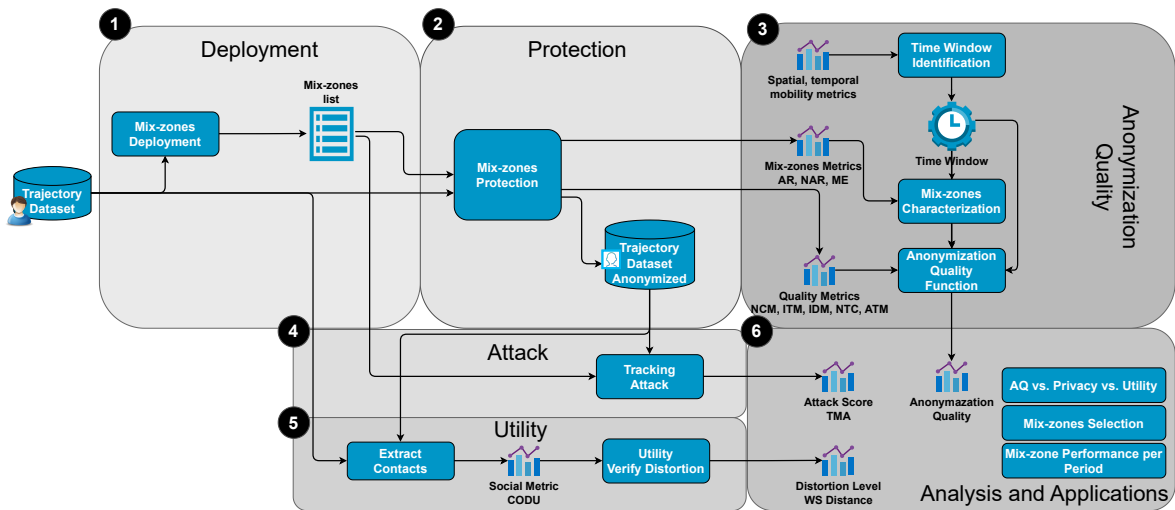 1
Deployment
Mix-zones
list
Mix-zones
Deployment
Trajectory
Dataset
2
Protection
Mix-zones
Protection
Trajectory
Dataset
Anonymized
3
Time Window
Identification
Spatial, temporal
mobility metrics
Time Window
Mix-zones Metrics
AR, NAR, ME
Mix-zones
Characterization
Anonymization
Quality
Function
Quality Metrics
NCM, ITM, IDM, NTC, ATM
Anonymization
Quality
4
Attack
Tracking
Attack
5
Utility
Extract
Contacts
Social Metric
CODU
Utility
Verify Distortion
6
Attack Score
TMA
Anonymazation
Quality
Distortion Level
WS Distance
AQ vs. Privacy vs. Utility
Mix-zones Selection
Mix-zone Performance per
Period
Analysis and Applications